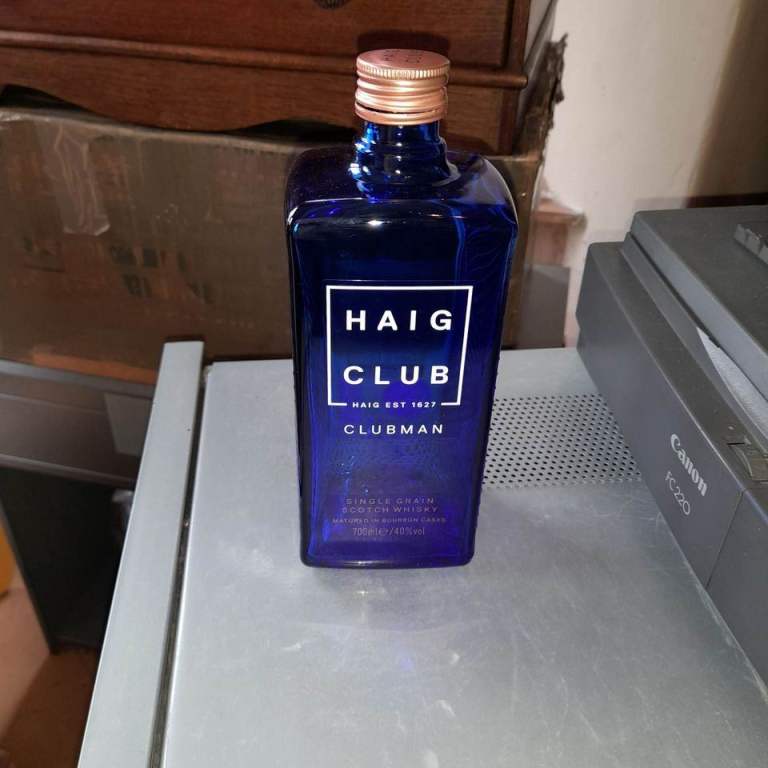 HAIG
CLUB
HAIG EST 1627
CLUBMAN
SINGLE GRAIN
SCOTCH WHISKY
MATURED IN BOURBON CASKS
700ml℮/40%vol
Canon
FC220